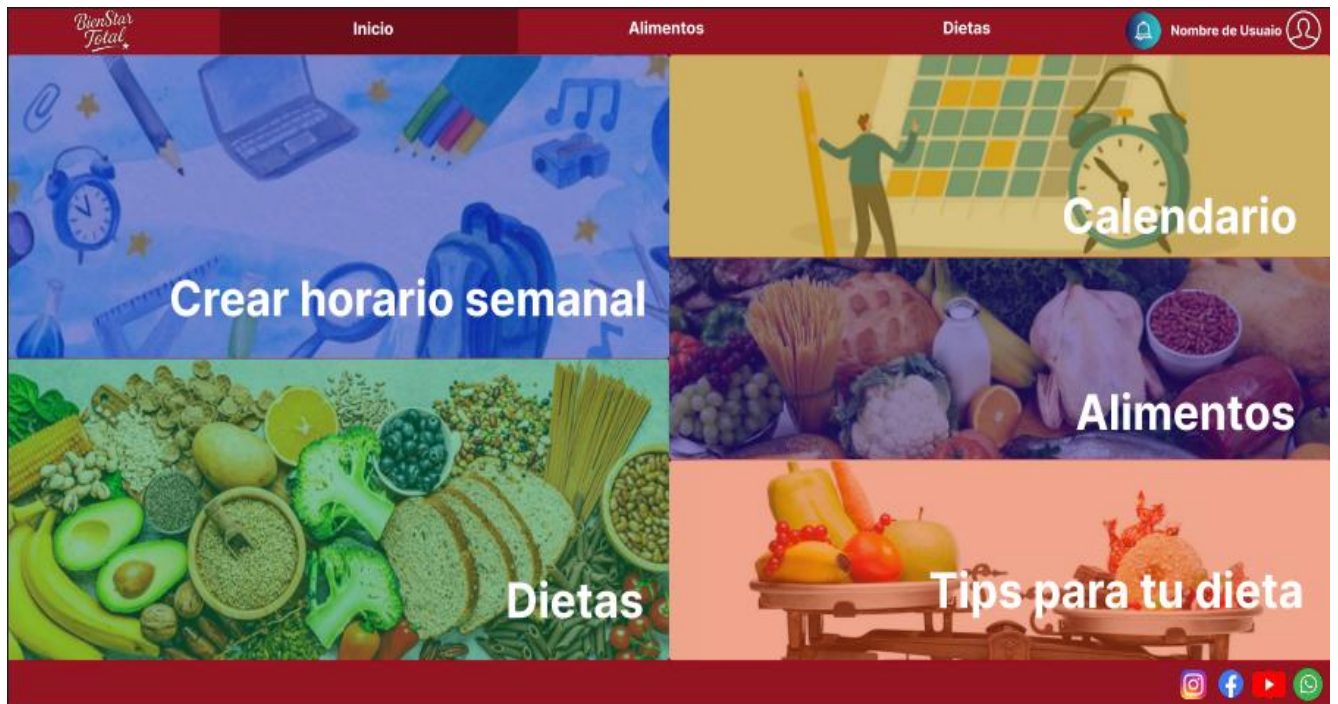 BienStar
Total
Inicio
Alimentos
Dietas
Nombre de Usuaio
Crear horario semanal
Calendario
Alimentos
Dietas
Tips para tu dieta